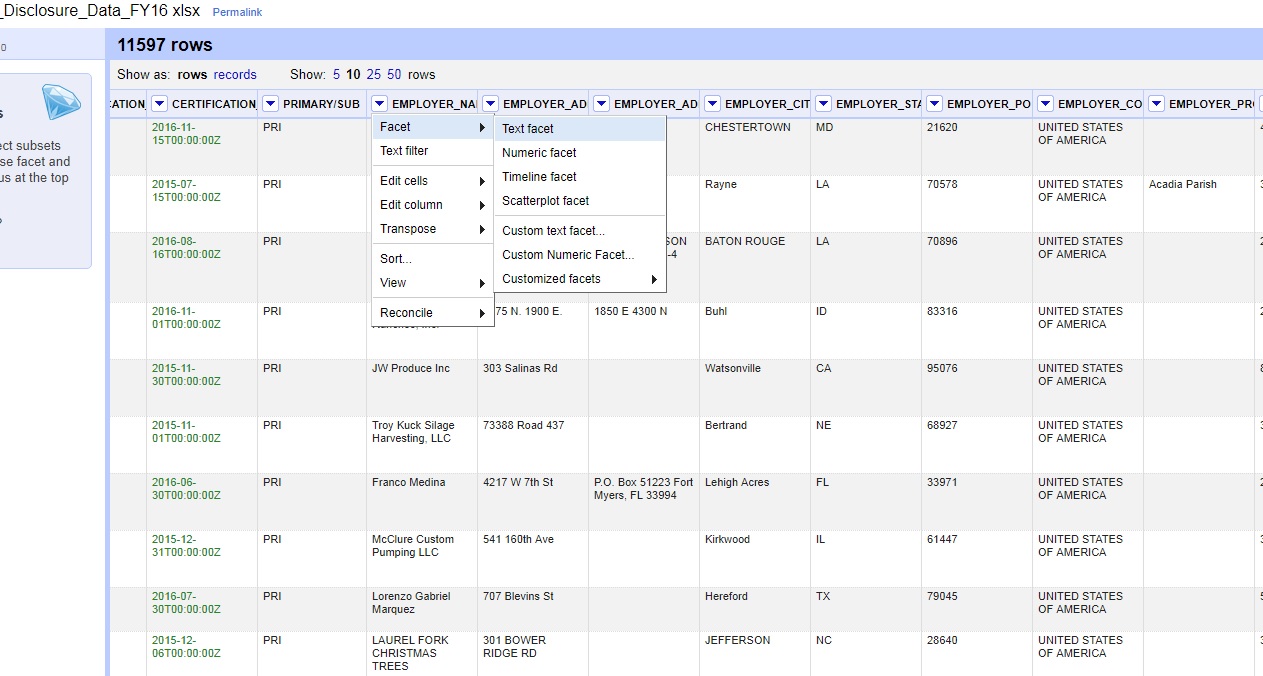 _Disclosure_Data_FY16 xlsx Permalink
11597 rows
Show as: rows records Show: 5 10 25 50 rows
ect subsets
se facet and
us at the top
CERTIFICATION_ PRIMARY/SUB EMPLOYER_NA EMPLOYER_AD EMPLOYER_AD EMPLOYER_CIT EMPLOYER_STA EMPLOYER_PO EMPLOYER_CO EMPLOYER_PRO
Facet
Text filter
Edit cells
Edit column
Transpose
Sort...
View
Reconcile
Text facet
Numeric facet
Timeline facet
Scatterplot facet
Custom text facet...
Custom Numeric Facet...
Customized facets
2016-11- PRI CHESTERTOWN MD 21620 UNITED STATES
15T00:00:00Z OF AMERICA
2015-07- PRI Rayne LA 70578 UNITED STATES Acadia Parish
15T00:00:00Z OF AMERICA
2016-08- PRI SON BATON ROUGE LA 70896 UNITED STATES
16T00:00:00Z -4 OF AMERICA
2016-11- PRI 75 N. 1900 E. 1850 E 4300 N Buhl ID 83316 UNITED STATES
01T00:00:00Z OF AMERICA
2015-11- PRI JW Produce Inc 303 Salinas Rd Watsonville CA 95076 UNITED STATES
30T00:00:00Z OF AMERICA
2015-11- PRI Troy Kuck Silage 73388 Road 437 Bertrand NE 68927 UNITED STATES
01T00:00:00Z Harvesting, LLC OF AMERICA
2016-06- PRI Franco Medina 4217 W 7th St P.O. Box 51223 Fort Lehigh Acres FL 33971 UNITED STATES
30T00:00:00Z Myers, FL 33994 OF AMERICA
2015-12- PRI McClure Custom 541 160th Ave Kirkwood IL 61447 UNITED STATES
31T00:00:00Z Pumping LLC OF AMERICA
2016-07- PRI Lorenzo Gabriel 707 Blevins St Hereford TX 79045 UNITED STATES
30T00:00:00Z Marquez OF AMERICA
2015-12- PRI LAUREL FORK 301 BOWER JEFFERSON NC 28640 UNITED STATES
06T00:00:00Z CHRISTMAS RIDGE RD OF AMERICA
TREES